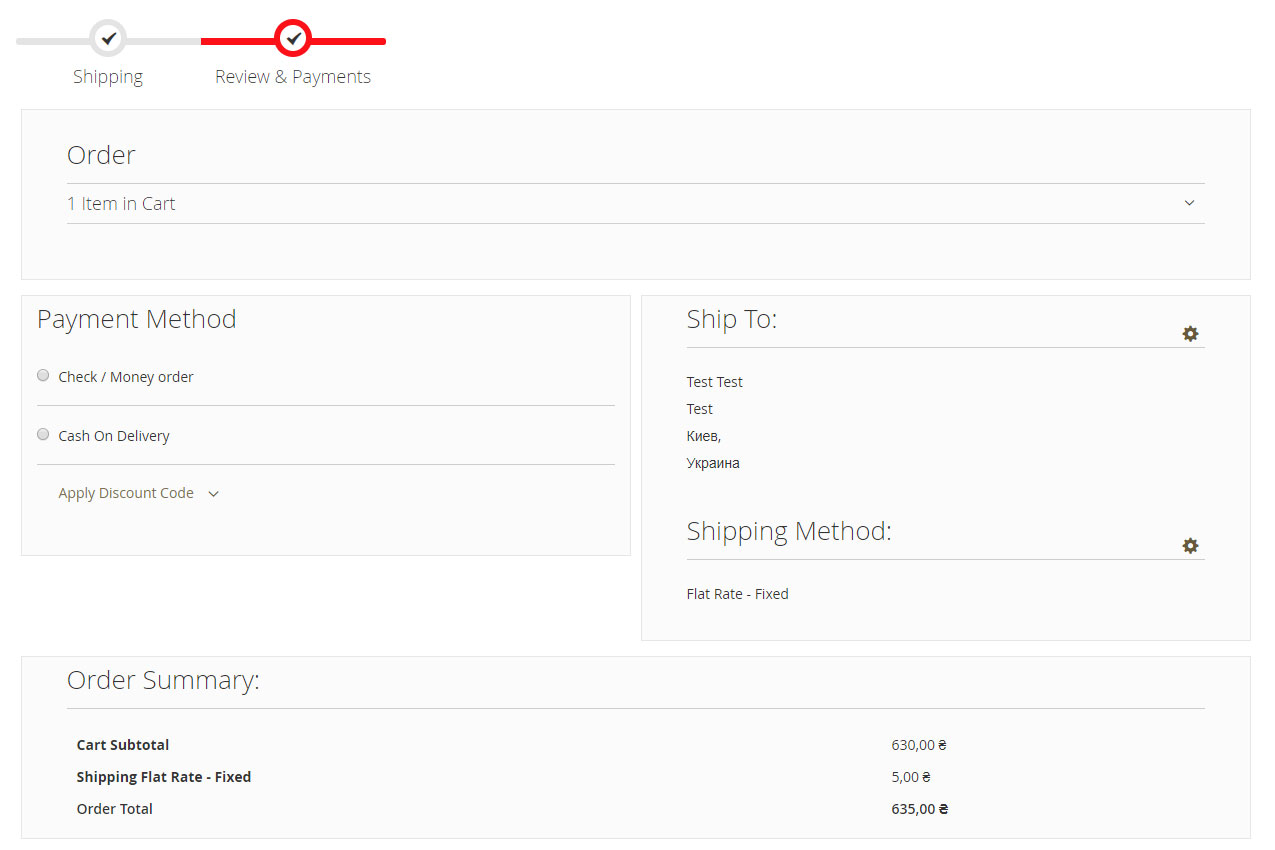 Shipping
Review & Payments
Order
1 Item in Cart
Payment Method
Check / Money order
Cash On Delivery
Apply Discount Code
Ship To:
Test Test
Test
Киев,
Украина
Shipping Method:
Flat Rate - Fixed
Order Summary:
Cart Subtotal 630,00 ₴
Shipping Flat Rate - Fixed 5,00 ₴
Order Total 635,00 ₴